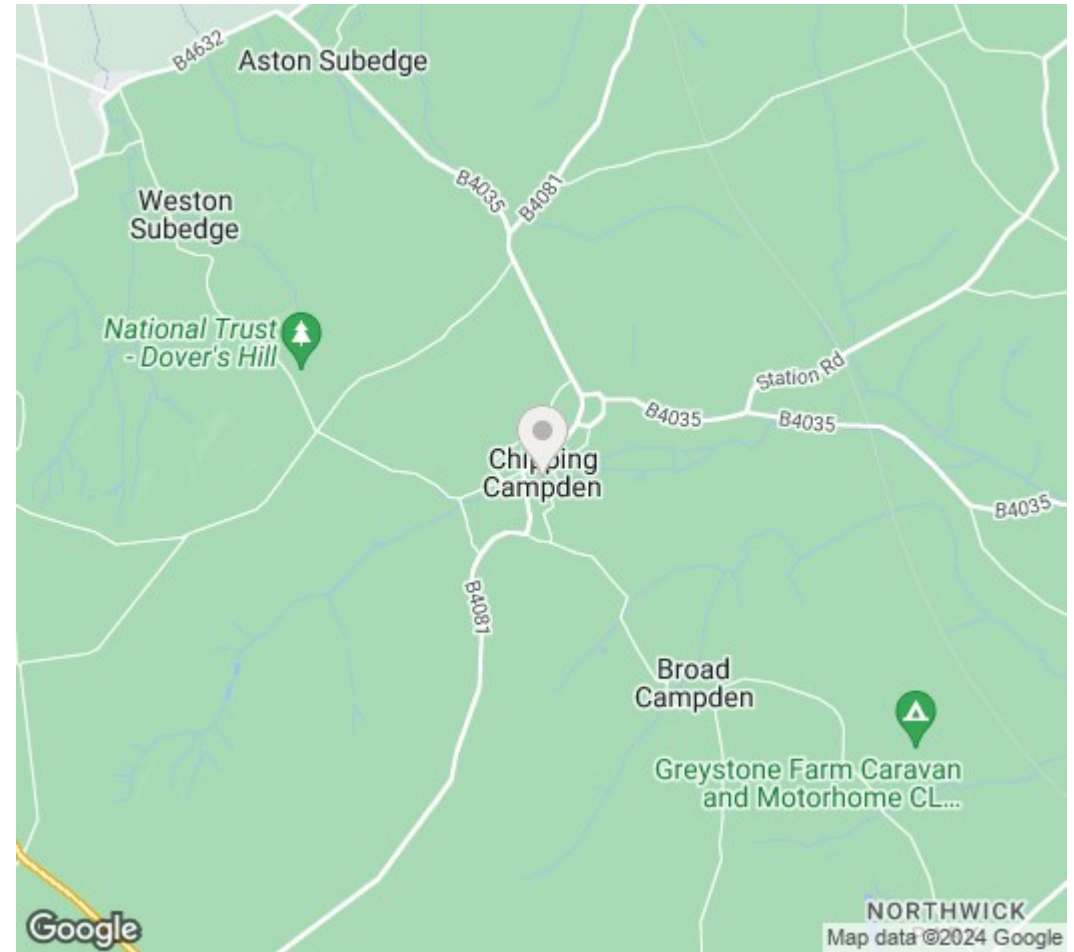 B4632
Aston Subedge
B4035
B4081
Weston
Subedge
National Trust
- Dover's Hill
Station Rd
B4035
B4035
Chipping
Campden
B4035
B4081
Broad
Campden
Greystone Farm Caravan
and Motorhome CL...
NORTHWICK
Google
Map data ©2024 Google